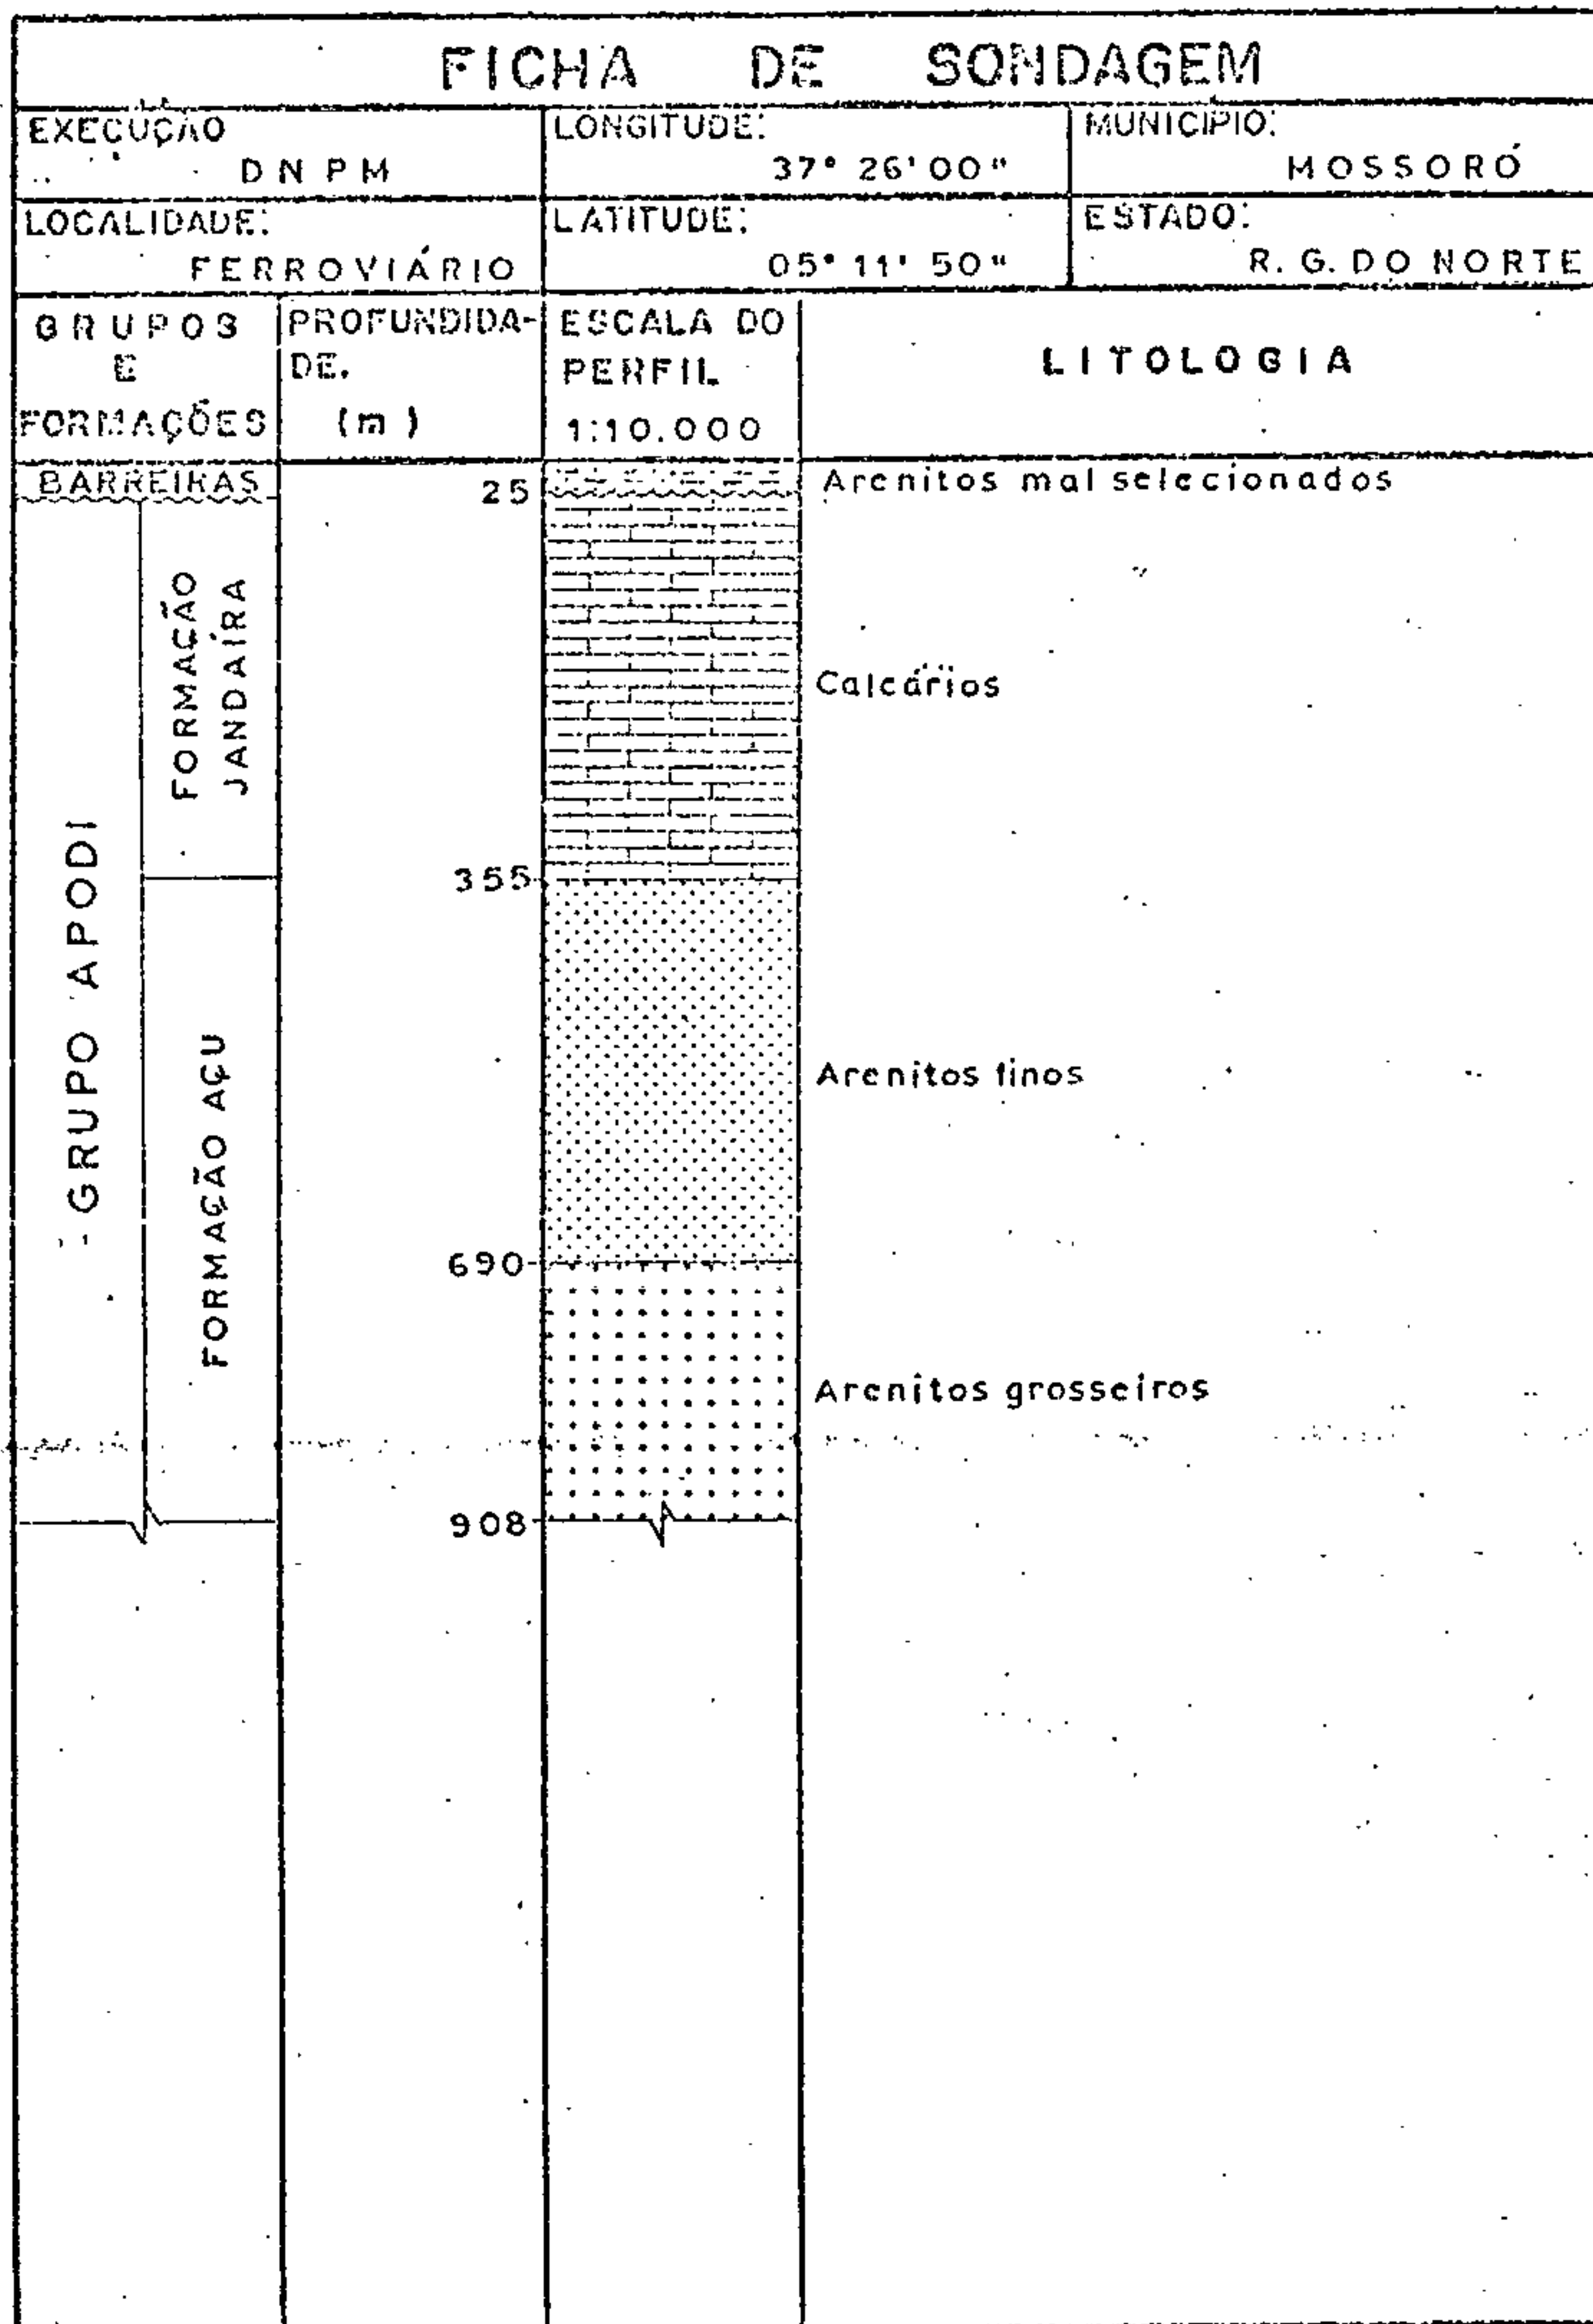 FICHA DE SONDAGEM
EXECUÇÃO
DNPM
LONGITUDE:
37° 26' 00"
MUNICIPIO:
MOSSORÓ
LOCALIDADE:
FERROVIÁRIO
LATITUDE:
05° 11' 50"
ESTADO:
R. G. DO NORTE
GRUPOS
E
FORMAÇÕES
PROFUNDIDA-
DE.
(m)
ESCALA DO
PERFIL
1:10.000
LITOLOGIA
BARREIRAS
25
Arenitos mal selecionados
GRUPO APODI
FORMAÇÃO
JANDAÍRA
Calcários
355
FORMAÇÃO AÇU
Arenitos finos
690
Arenitos grosseiros
908